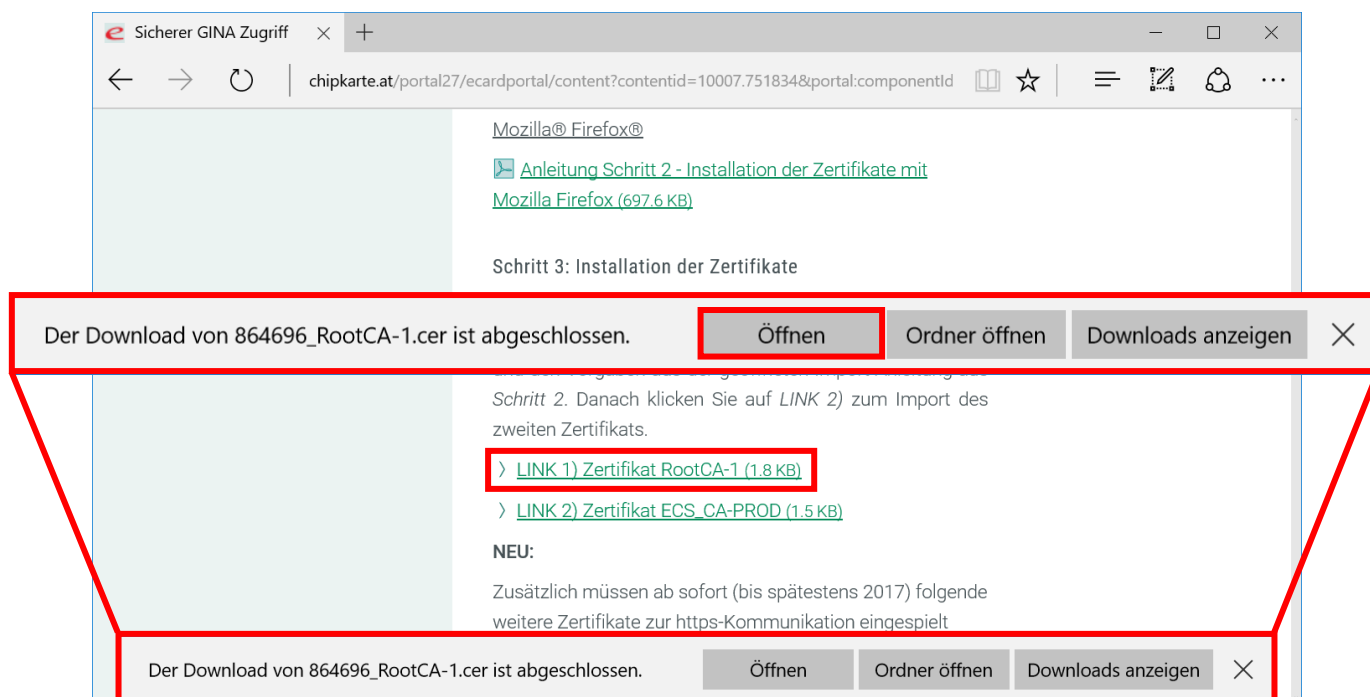 Sicherer GINA Zugriff
chipkarte.at/portal27/ecardportal/content?contentid=10007.751834&portal:componentId
Mozilla® Firefox®
Anleitung Schritt 2 - Installation der Zertifikate mit
Mozilla Firefox (697.6 KB)
Schritt 3: Installation der Zertifikate
Der Download von 864696_RootCA-1.cer ist abgeschlossen. Öffnen Ordner öffnen Downloads anzeigen
Schritt 2. Danach klicken Sie auf LINK 2) zum Import des
zweiten Zertifikats.
〉 LINK 1) Zertifikat RootCA-1 (1.8 KB)
〉 LINK 2) Zertifikat ECS_CA-PROD (1.5 KB)
NEU:
Zusätzlich müssen ab sofort (bis spätestens 2017) folgende
weitere Zertifikate zur https-Kommunikation eingespielt
Der Download von 864696_RootCA-1.cer ist abgeschlossen. Öffnen Ordner öffnen Downloads anzeigen